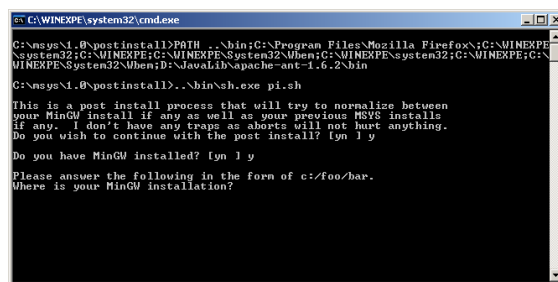 C:\WINEXPE\system32\cmd.exe
C:\msys\1.0\postinstall>PATH ..\bin;C:\Program Files\Mozilla Firefox\;C:\WINEXPE
\system32;C:\WINEXPE;C:\WINEXPE\System32\Wbem;C:\WINEXPE\system32;C:\WINEXPE;C:\
WINEXPE\System32\Wbem;D:\JavaLib\apache-ant-1.6.2\bin
C:\msys\1.0\postinstall>..\bin\sh.exe pi.sh
This is a post install process that will try to normalize between
your MinGW install if any as well as your previous MSYS installs
if any.  I don't have any traps as aborts will not hurt anything.
Do you wish to continue with the post install? [yn ] y
Do you have MinGW installed? [yn ] y
Please answer the following in the form of c:/foo/bar.
Where is your MinGW installation?